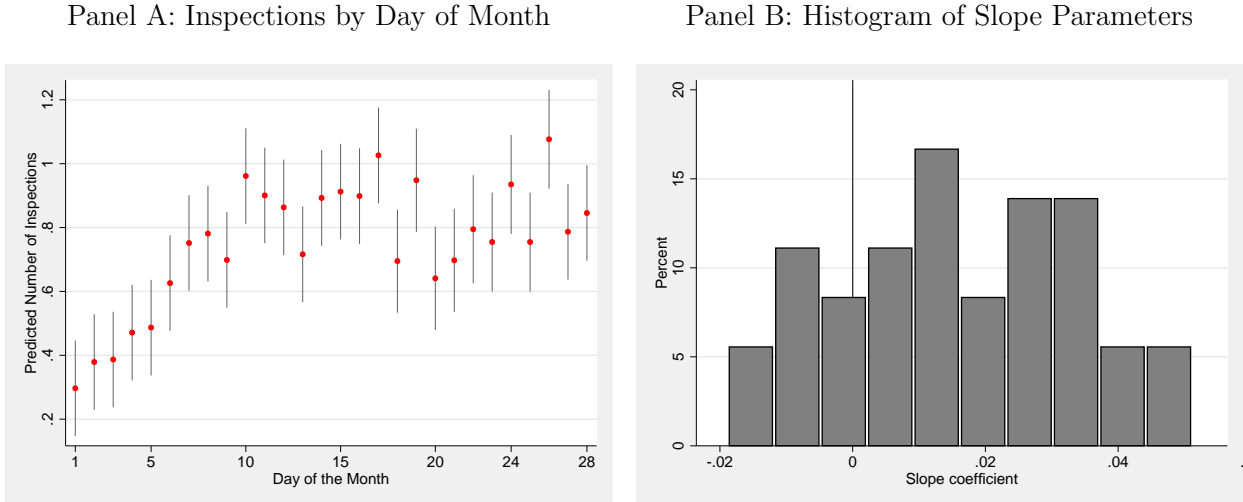 Panel A: Inspections by Day of Month
Predicted Number of Inspections
1.2
1
.8
.6
.4
.2
1 5 10 15 20 24 28
Day of the Month
Panel B: Histogram of Slope Parameters
Percent
20
15
10
5
0
-.02 0 .02 .04 .
Slope coefficient